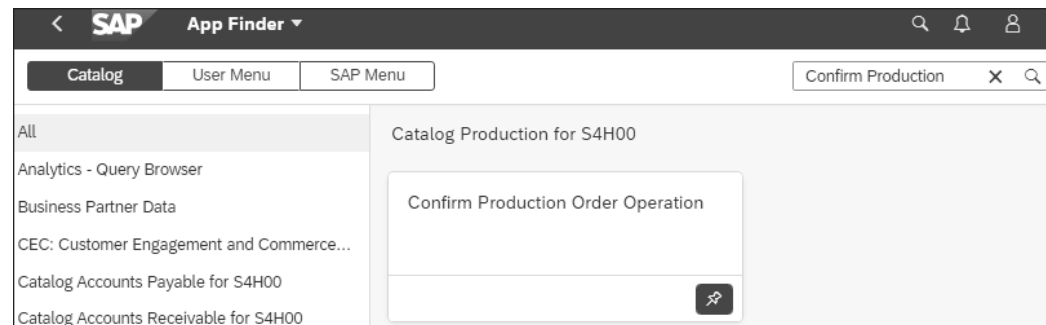 SAP App Finder
Catalog User Menu SAP Menu Confirm Production
All
Analytics - Query Browser
Business Partner Data
CEC: Customer Engagement and Commerce...
Catalog Accounts Payable for S4H00
Catalog Accounts Receivable for S4H00
Catalog Production for S4H00
Confirm Production Order Operation